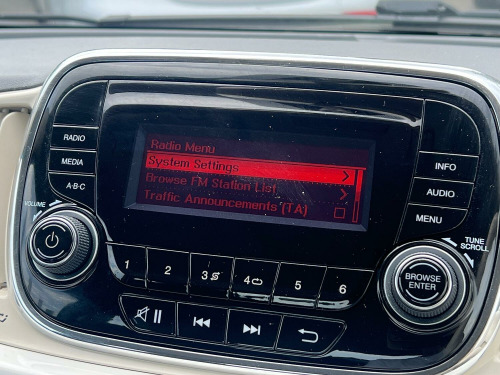 RADIO
MEDIA
A-B-C
VOLUME
Radio Menu
System Settings
Browse FM Station List
Traffic Announcements (TA)
INFO
AUDIO
MENU
TUNE
SCROLL
BROWSE
ENTER
1 2 3 4 5 6